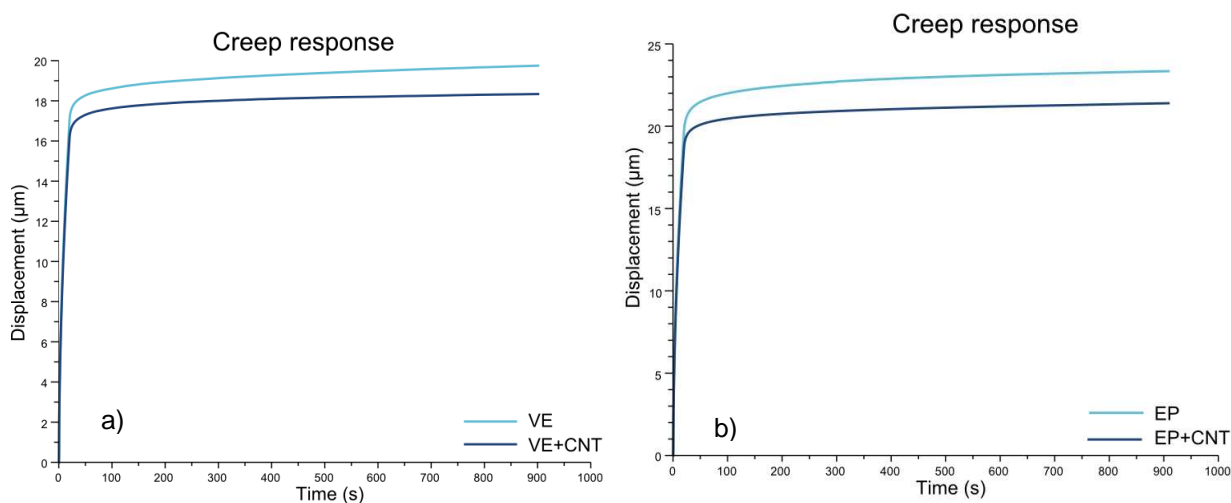 Creep response
Displacement (μm)
20
18
16
14
12
10
8
6
4
2
0
a)
VE
VE+CNT
0 100 200 300 400 500 600 700 800 900 1000
Time (s)
Creep response
Displacement (μm)
25
20
15
10
5
0
b)
EP
EP+CNT
0 100 200 300 400 500 600 700 800 900 1000
Time (s)